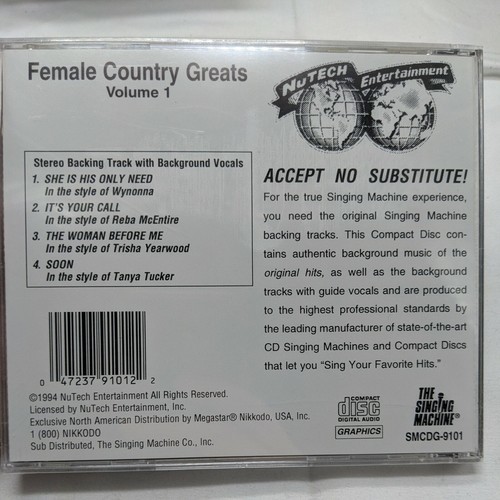 Female Country Greats
Volume 1
NUTECH Entertainment
Stereo Backing Track with Background Vocals
1. SHE IS HIS ONLY NEED
In the style of Wynonna
2. IT'S YOUR CALL
In the style of Reba McEntire
3. THE WOMAN BEFORE ME
In the style of Trisha Yearwood
4. SOON
In the style of Tanya Tucker
ACCEPT NO SUBSTITUTE!
For the true Singing Machine experience,
you need the original Singing Machine
backing tracks. This Compact Disc con-
tains authentic background music of the
original hits, as well as the background
tracks with guide vocals and are produced
to the highest professional standards by
the leading manufacturer of state-of-the-art
CD Singing Machines and Compact Discs
that let you "Sing Your Favorite Hits."
0 47237 91012 2
©1994 NuTech Entertainment All Rights Reserved.
Licensed by NuTech Entertainment, Inc.
Exclusive North American Distribution by Megastar® Nikkodo, USA, Inc.
1 (800) NIKKODO
Sub Distributed, The Singing Machine Co., Inc.
COMPACT
disc
DIGITAL AUDIO
GRAPHICS
THE
SINGING
MACHINE®
SMCDG-9101